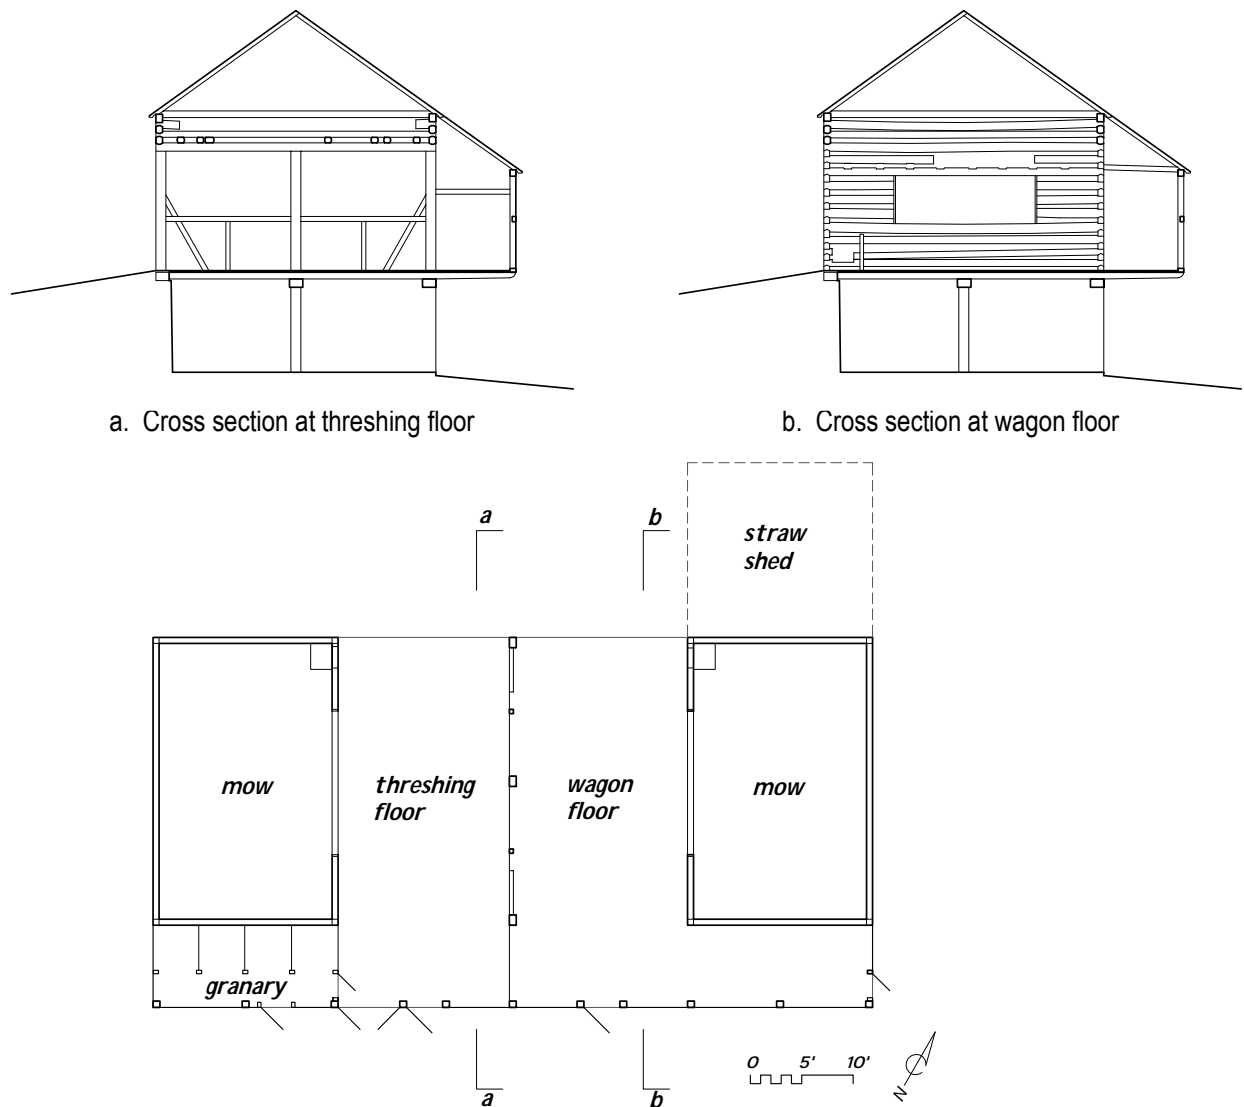 a. Cross section at threshing floor
b. Cross section at wagon floor
a
b
straw
shed
mow
threshing
floor
wagon
floor
mow
granary
a
b
0 5' 10'
N